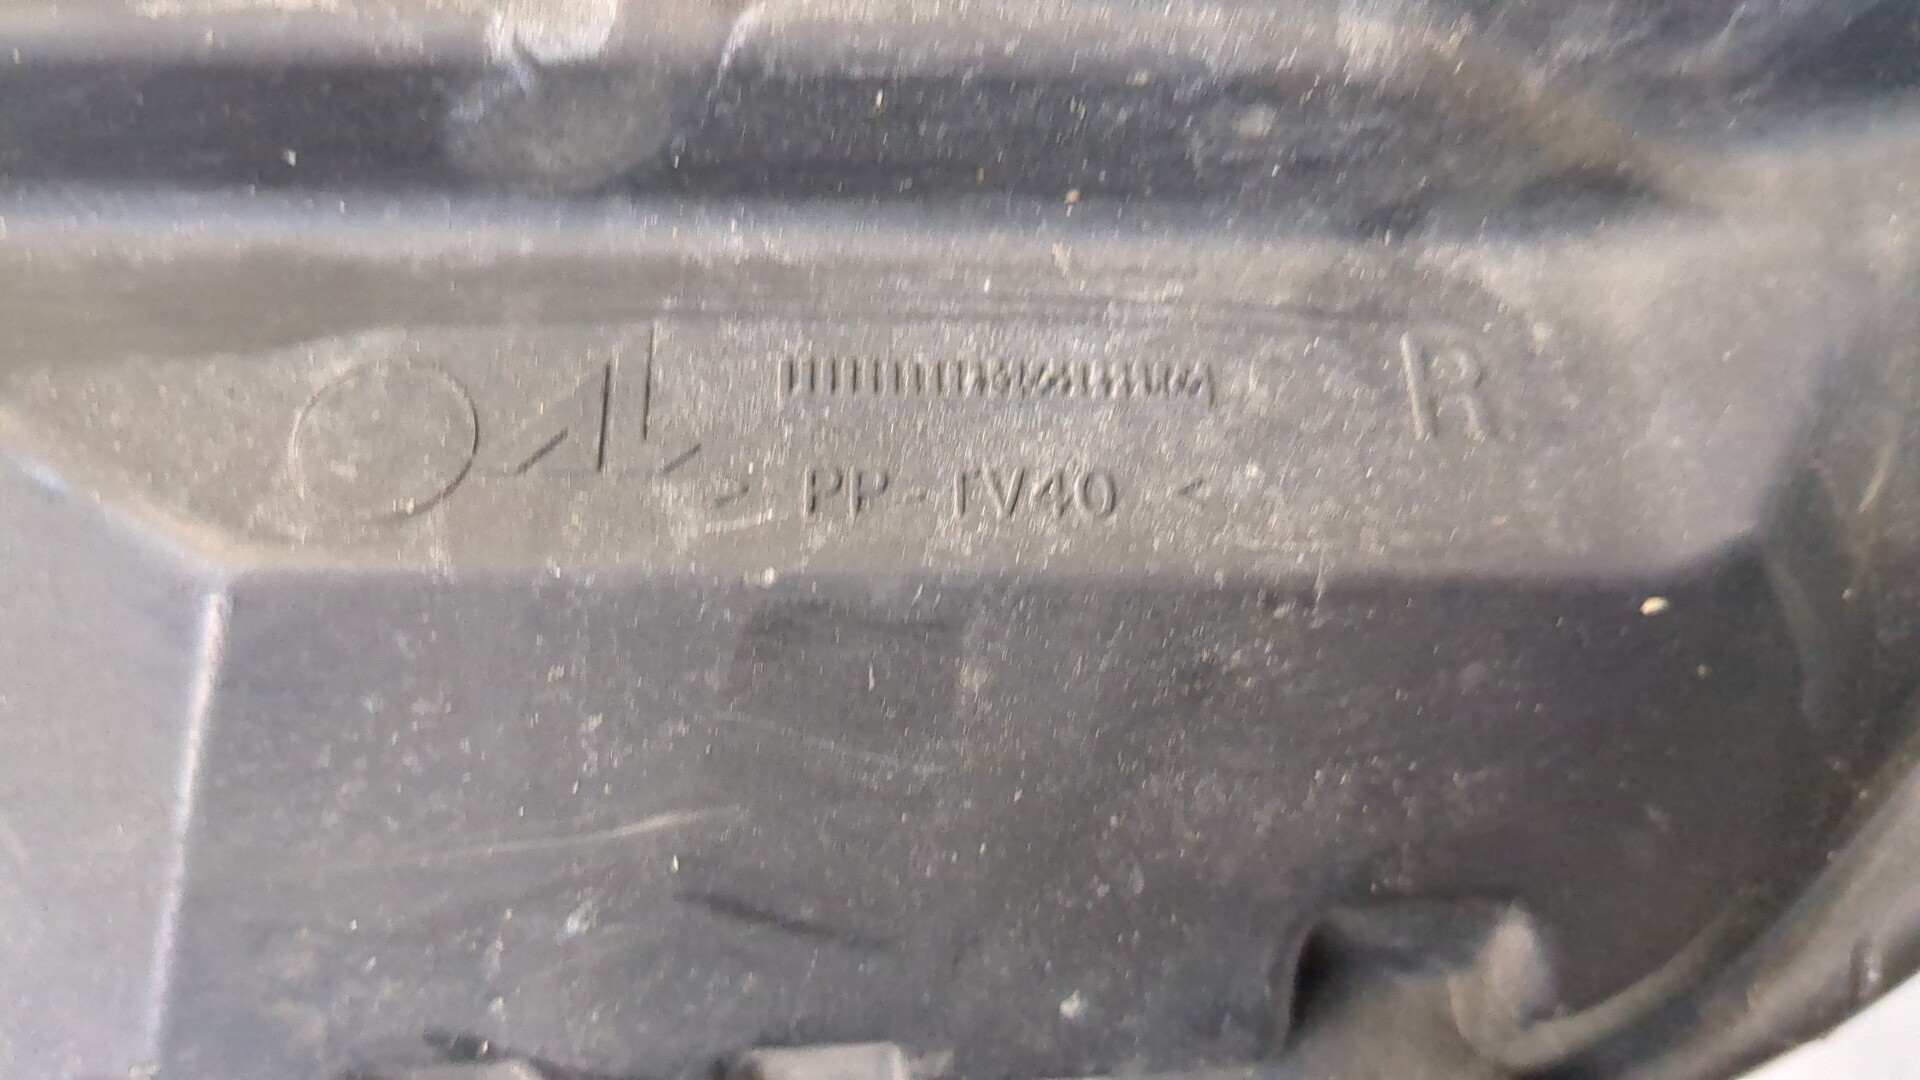 R
> PP - TV40 <